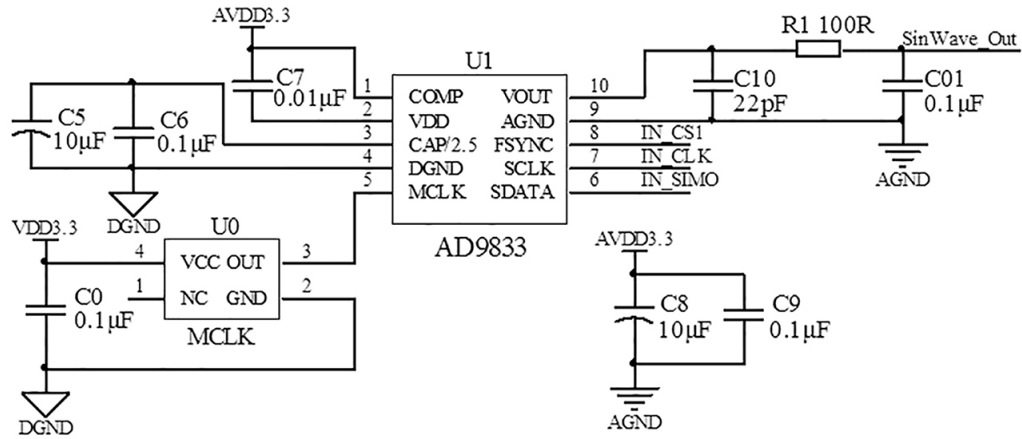 AVDD3.3
R1 100R
SinWave_Out
U1
C7
0.01μF
C10
22pF
C01
0.1μF
C5
10μF
C6
0.1μF
1
2
3
4
5
COMP
VDD
CAP/2.5
DGND
MCLK
VOUT
AGND
FSYNC
SCLK
SDATA
10
9
8
7
6
IN_CS1
IN_CLK
IN_SIMO
AGND
DGND
AD9833
VDD3.3
U0
4
1
VCC OUT
NC GND
3
2
C0
0.1μF
MCLK
DGND
AVDD3.3
C8
10μF
C9
0.1μF
AGND